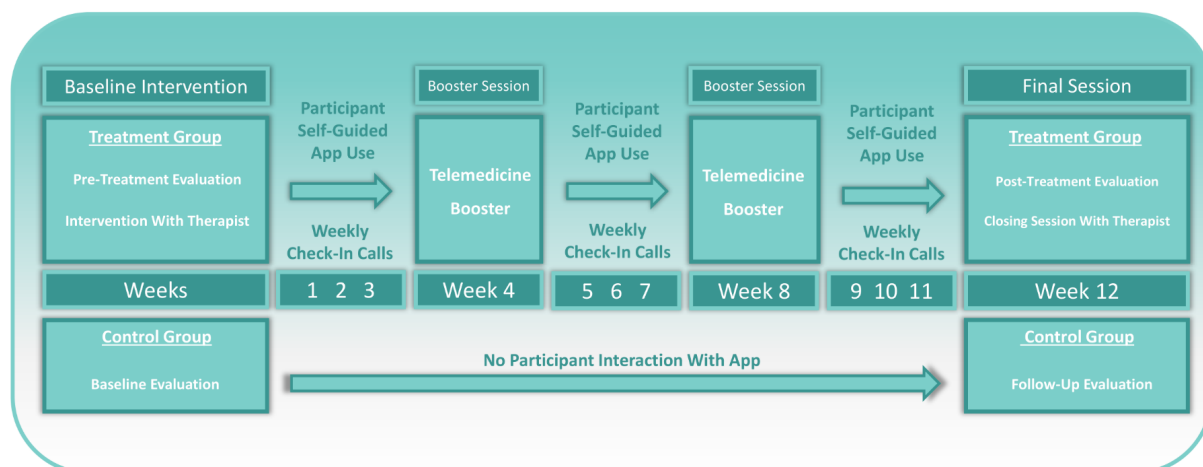 Baseline Intervention
Treatment Group
Pre-Treatment Evaluation
Intervention With Therapist
Participant
Self-Guided
App Use
Weekly
Check-In Calls
Booster Session
Telemedicine
Booster
Participant
Self-Guided
App Use
Weekly
Check-In Calls
Booster Session
Telemedicine
Booster
Participant
Self-Guided
App Use
Weekly
Check-In Calls
Final Session
Treatment Group
Post-Treatment Evaluation
Closing Session With Therapist
Weeks
1 2 3
Week 4
5 6 7
Week 8
9 10 11
Week 12
Control Group
Baseline Evaluation
No Participant Interaction With App
Control Group
Follow-Up Evaluation